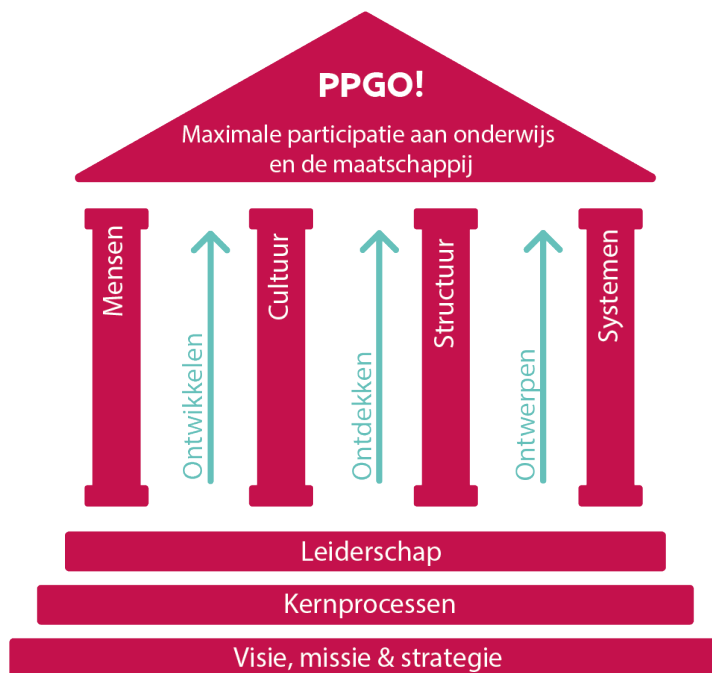 PPGO!
Maximale participatie aan onderwijs
en de maatschappij
Mensen
Ontwikkelen
Cultuur
Ontdekken
Structuur
Ontwerpen
Systemen
Leiderschap
Kernprocessen
Visie, missie & strategie